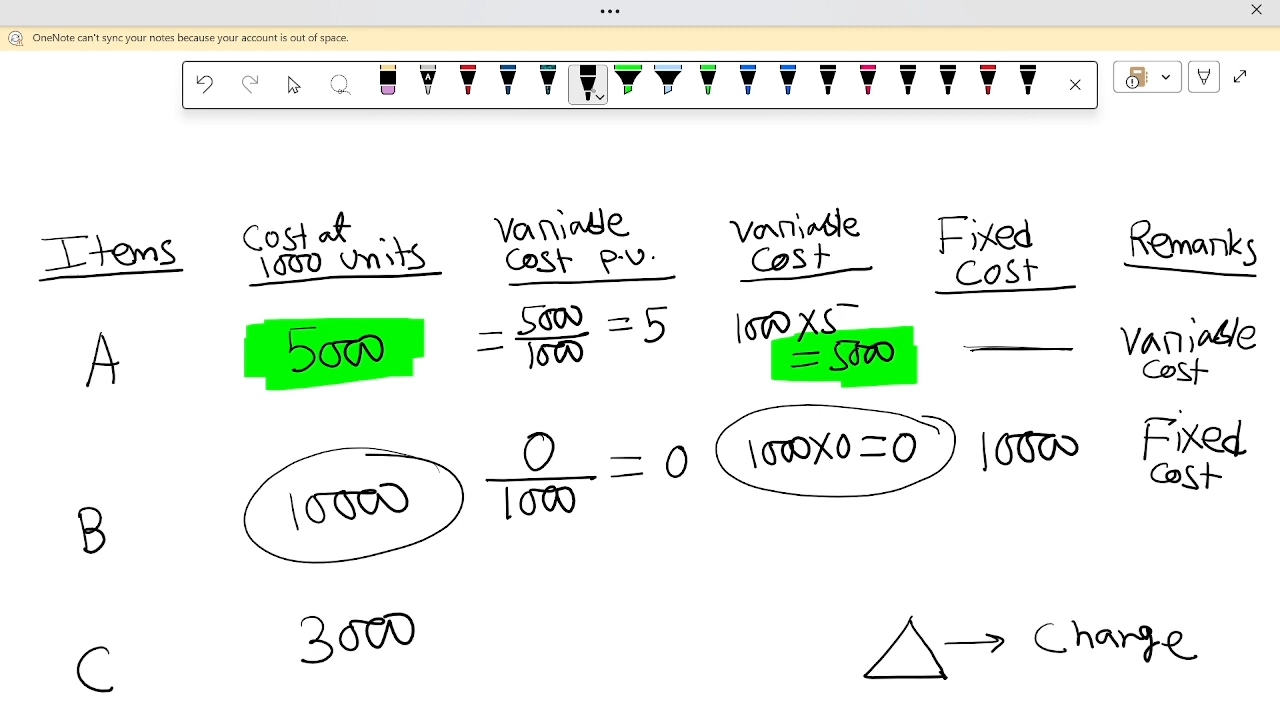 OneNote can't sync your notes because your account is out of space.
A
Items
Cost at
1000 units
Variable
Cost p.u.
Variable
Cost
Fixed
Cost
Remarks
A
5000
= 5000/1000 = 5
1000 x 5
= 5000
—
Variable
Cost
B
10000
0/1000 = 0
1000 x 0 = 0
10000
Fixed
Cost
C
3000
△ → Change